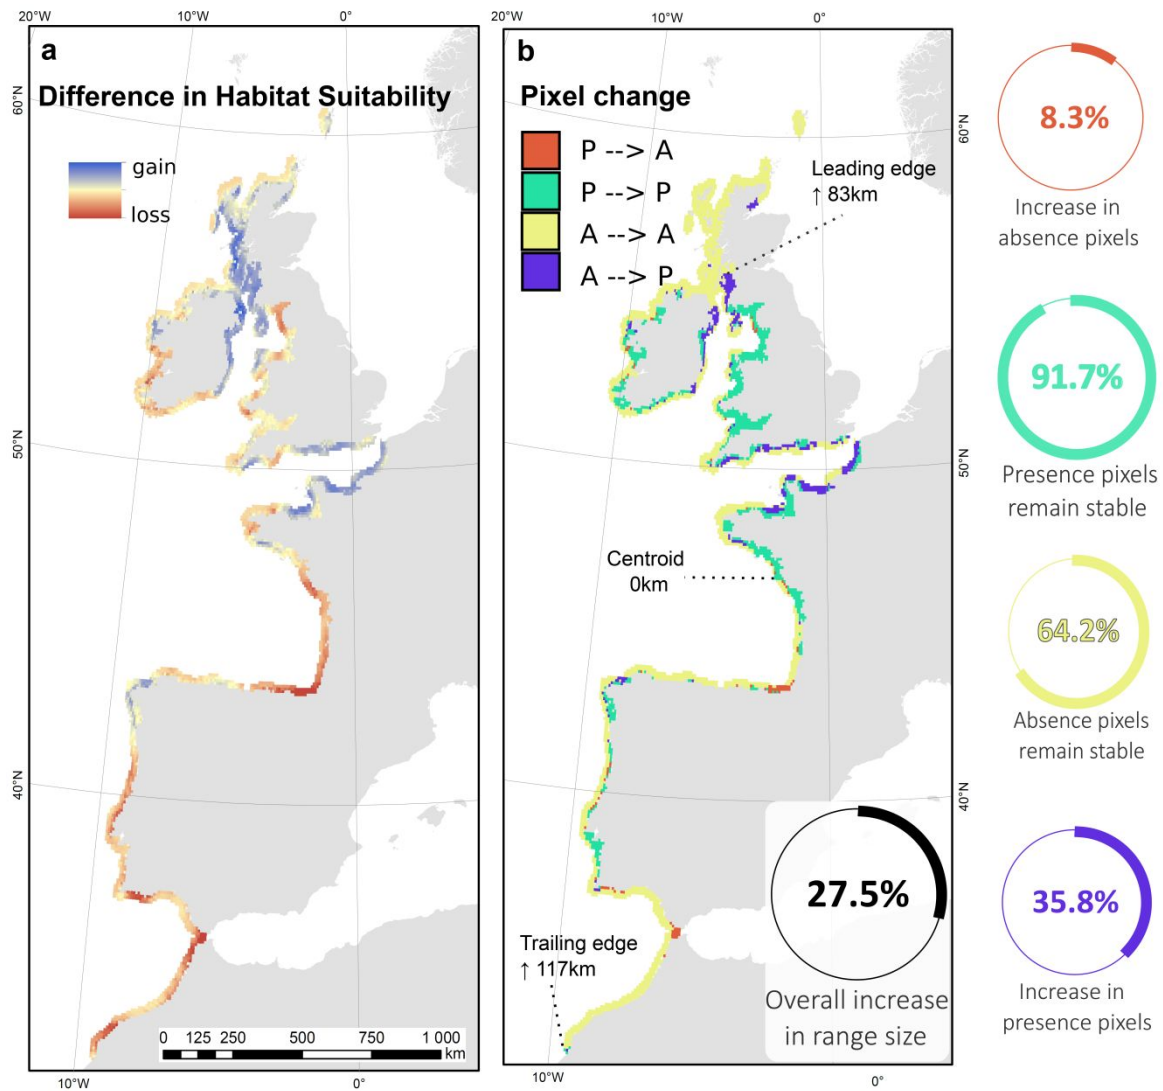 20°W
10°W
0°
10°W
0°
a
Difference in Habitat Suitability
gain
loss
60°N
50°N
40°N
0 125 250 500 750 1 000
km
10°W
0°
b
Pixel change
P --> A
P --> P
A --> A
A --> P
Leading edge
↑ 83km
Centroid
0km
Trailing edge
↑ 117km
60°N
50°N
40°N
27.5%
Overall increase
in range size
10°W
0°
8.3%
Increase in
absence pixels
91.7%
Presence pixels
remain stable
64.2%
Absence pixels
remain stable
35.8%
Increase in
presence pixels